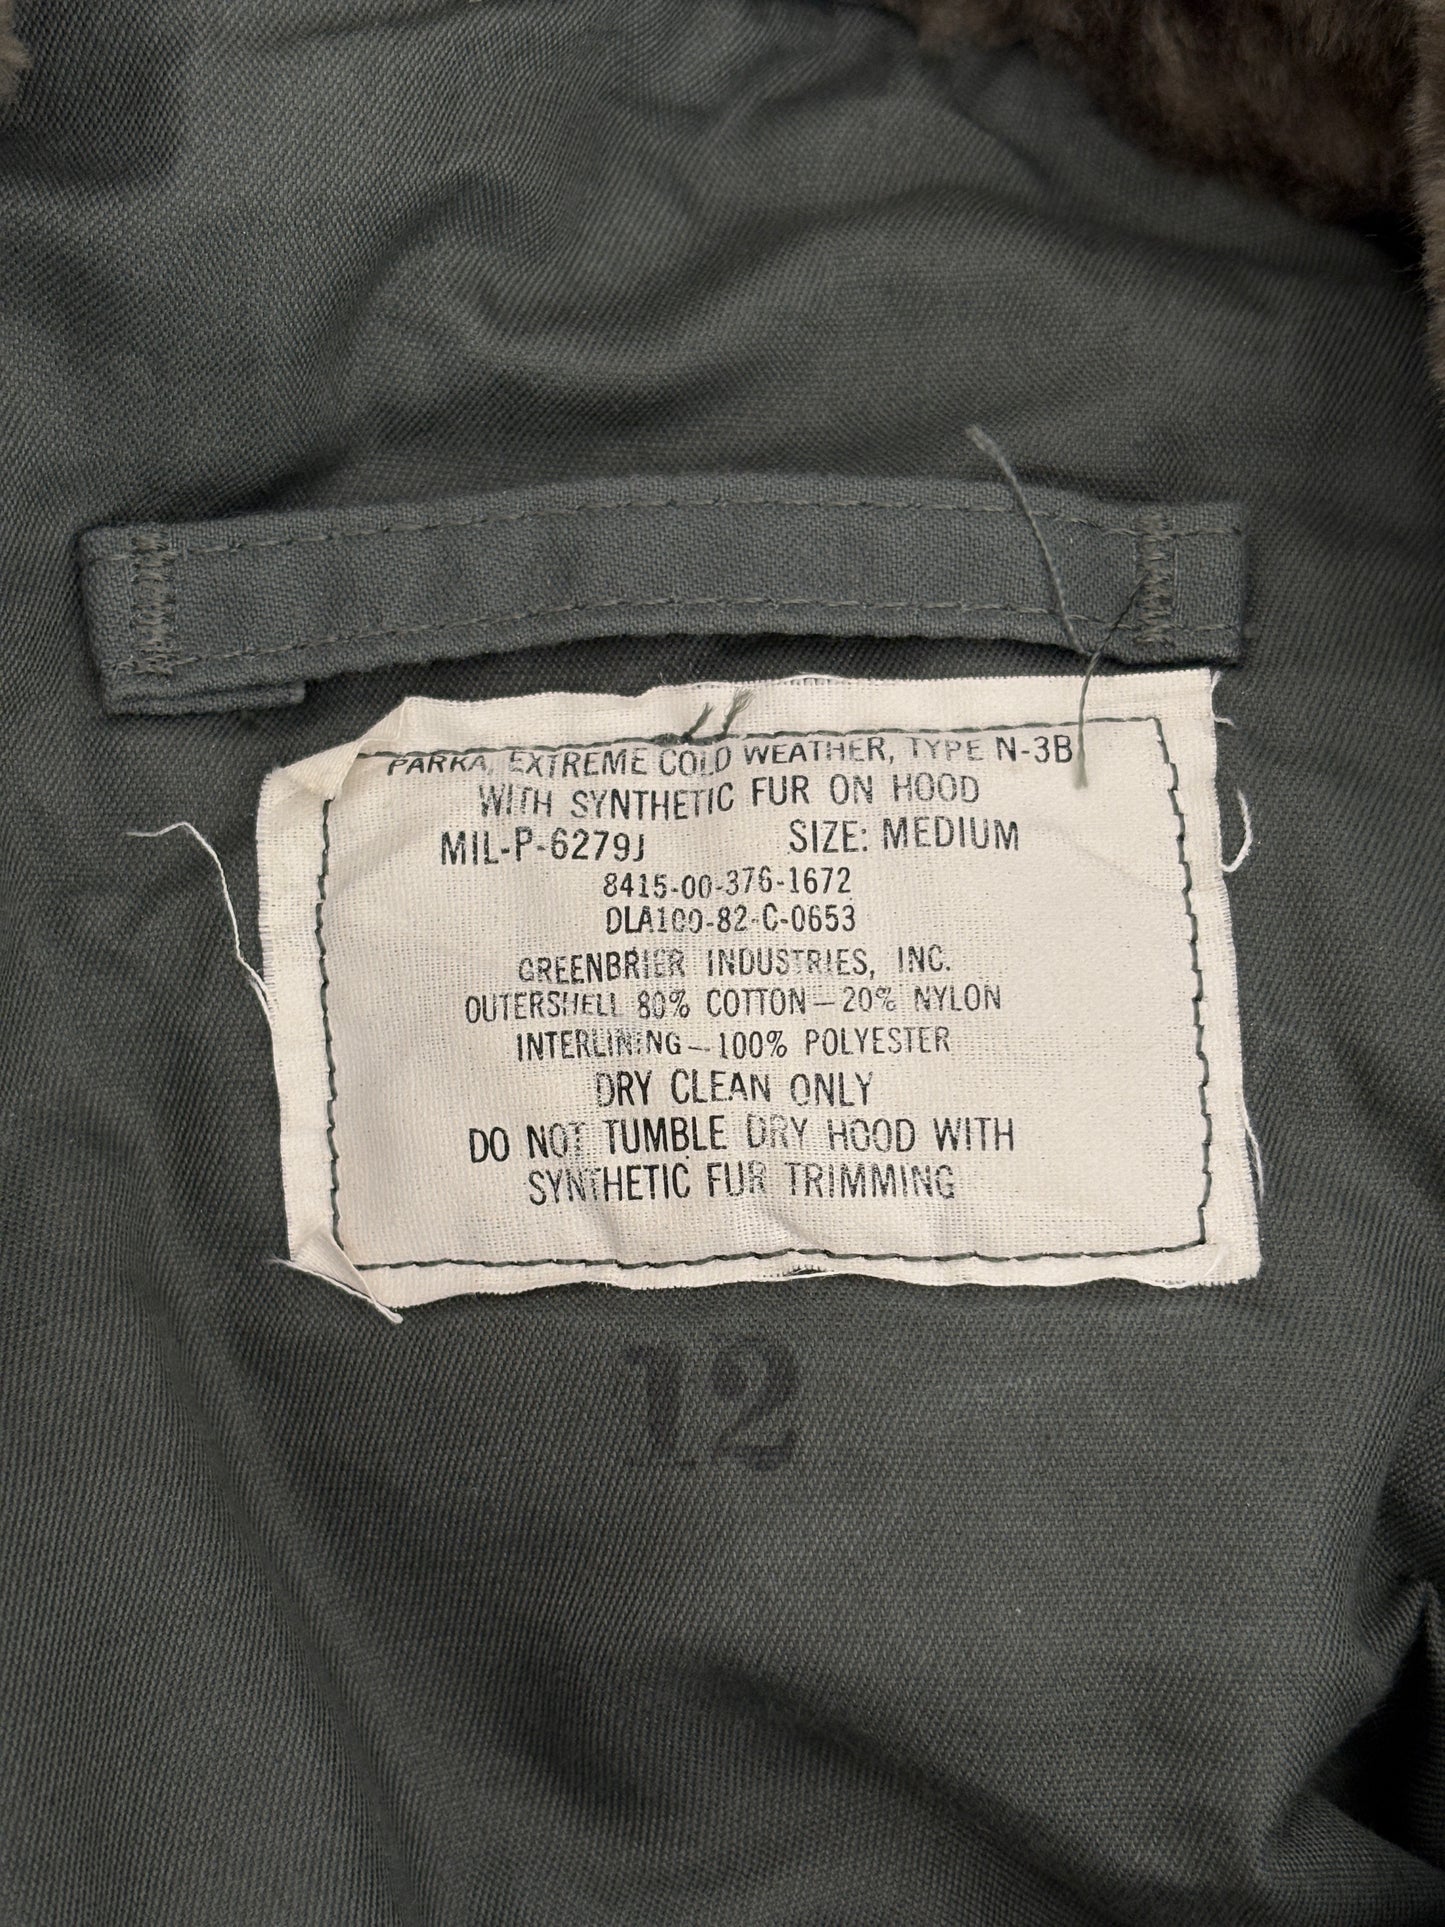 PARKA, EXTREME COLD WEATHER, TYPE N-3B
WITH SYNTHETIC FUR ON HOOD
MIL-P-6279J SIZE: MEDIUM
8415-00-376-1672
DLA100-82-C-0653
GREENBRIER INDUSTRIES, INC.
OUTERSHELL 80% COTTON-20% NYLON
INTERLINING-100% POLYESTER
DRY CLEAN ONLY
DO NOT TUMBLE DRY HOOD WITH
SYNTHETIC FUR TRIMMING
12